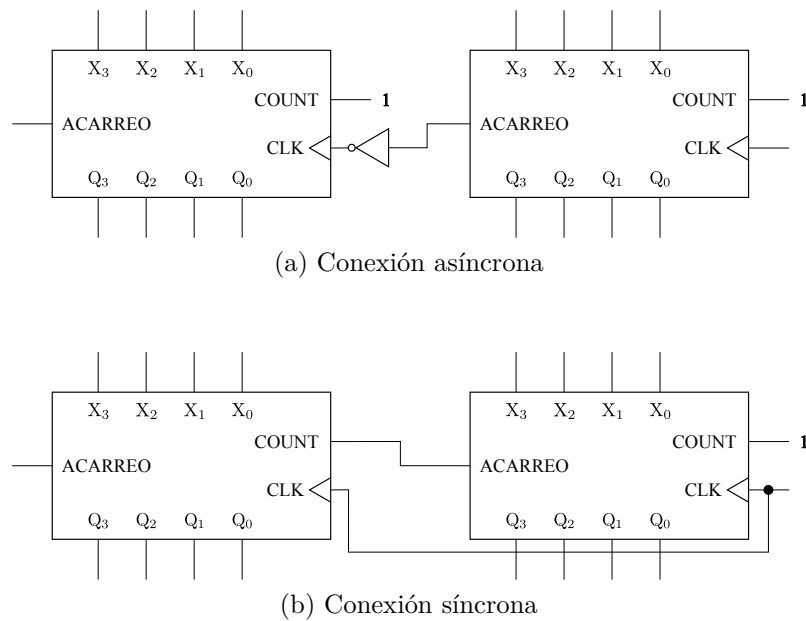 X₃ X₂ X₁ X₀ X₃ X₂ X₁ X₀
COUNT 1 COUNT 1
ACARREO ACARREO
CLK CLK
Q₃ Q₂ Q₁ Q₀ Q₃ Q₂ Q₁ Q₀
(a) Conexión asíncrona
X₃ X₂ X₁ X₀ X₃ X₂ X₁ X₀
COUNT COUNT 1
ACARREO ACARREO
CLK CLK
Q₃ Q₂ Q₁ Q₀ Q₃ Q₂ Q₁ Q₀
(b) Conexión síncrona